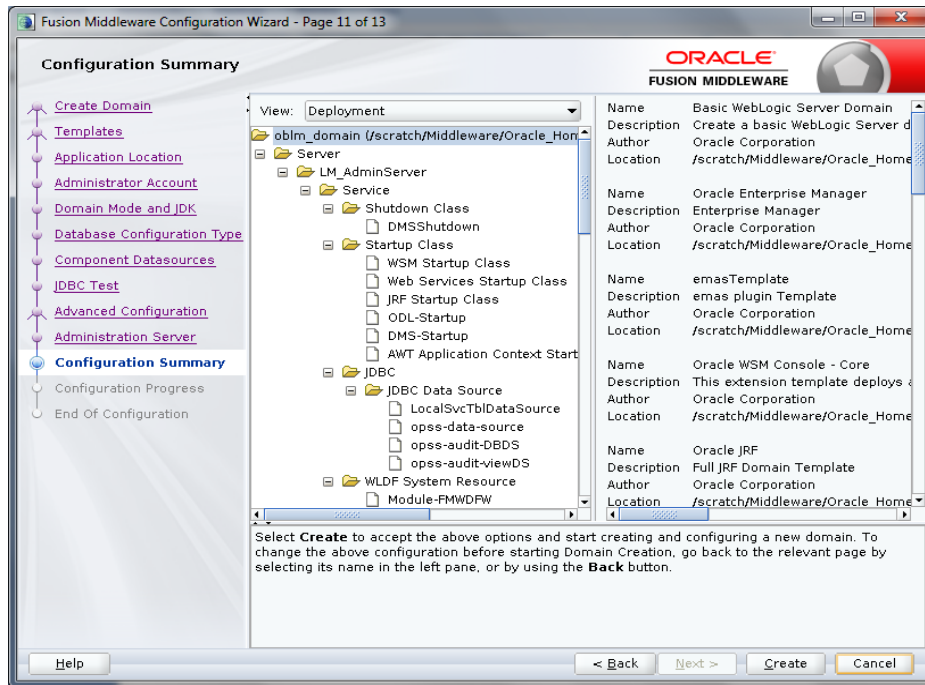 Fusion Middleware Configuration Wizard - Page 11 of 13
Configuration Summary
ORACLE
FUSION MIDDLEWARE
Create Domain
Templates
Application Location
Administrator Account
Domain Mode and JDK
Database Configuration Type
Component Datasources
JDBC Test
Advanced Configuration
Administration Server
Configuration Summary
Configuration Progress
End Of Configuration
View: Deployment
oblm_domain (/scratch/Middleware/Oracle_Hom
Server
LM_AdminServer
Service
Shutdown Class
DMSShutdown
Startup Class
WSM Startup Class
Web Services Startup Class
JRF Startup Class
ODL-Startup
DMS-Startup
AWT Application Context Start
JDBC
JDBC Data Source
LocalSvcTblDataSource
opss-data-source
opss-audit-DBDS
opss-audit-viewDS
WLDF System Resource
Module-FMWDFW
Name Basic WebLogic Server Domain
Description Create a basic WebLogic Server d
Author Oracle Corporation
Location /scratch/Middleware/Oracle_Home
Name Oracle Enterprise Manager
Description Enterprise Manager
Author Oracle Corporation
Location /scratch/Middleware/Oracle_Home
Name emasTemplate
Description emas plugin Template
Author Oracle Corporation
Location /scratch/Middleware/Oracle_Home
Name Oracle WSM Console - Core
Description This extension template deploys a
Author Oracle Corporation
Location /scratch/Middleware/Oracle_Home
Name Oracle JRF
Description Full JRF Domain Template
Author Oracle Corporation
Location /scratch/Middleware/Oracle_Home
Select Create to accept the above options and start creating and configuring a new domain. To
change the above configuration before starting Domain Creation, go back to the relevant page by
selecting its name in the left pane, or by using the Back button.
Help
< Back
Next >
Create
Cancel